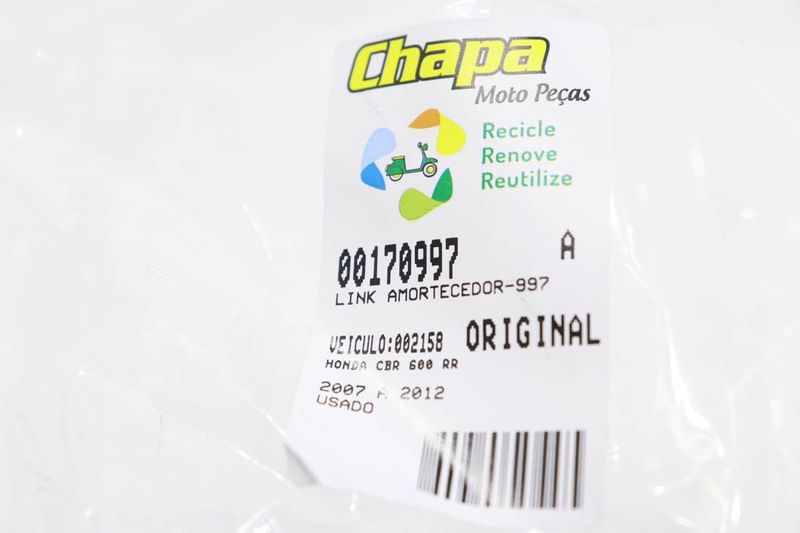 Chapa
Moto Peças
Recicle
Renove
Reutilize
00170997 A
LINK AMORTECEDOR-997
VEICULO:002158 ORIGINAL
HONDA CBR 600 RR
2007 A 2012
USADO